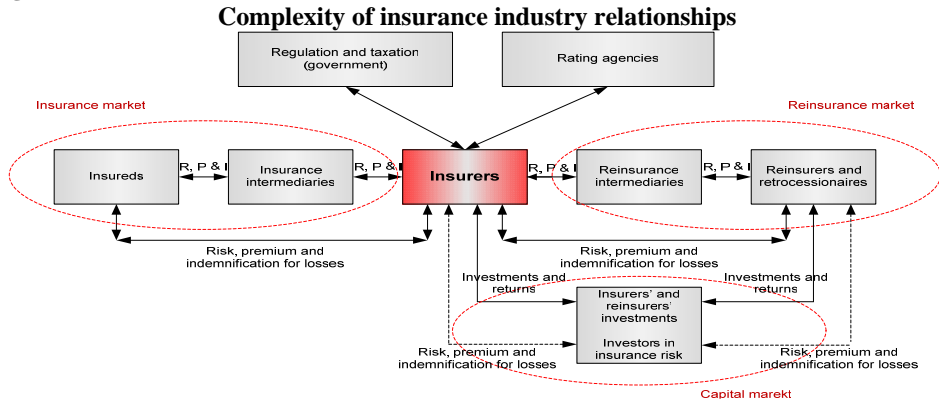 Complexity of insurance industry relationships
Regulation and taxation
(government)
Rating agencies
Insurance market
Reinsurance market
Insureds
R, P & I
Insurance
intermediaries
R, P & I
Insurers
R, P & I
Reinsurance
intermediaries
R, P & I
Reinsurers and
retrocessionaires
Risk, premium and
indemnification for losses
Risk, premium and
indemnification for losses
Investments and
returns
Investments and
returns
Insurers' and
reinsurers'
investments
Investors in
insurance risk
Risk, premium and
indemnification for losses
Risk, premium and
indemnification for losses
Capital marekt